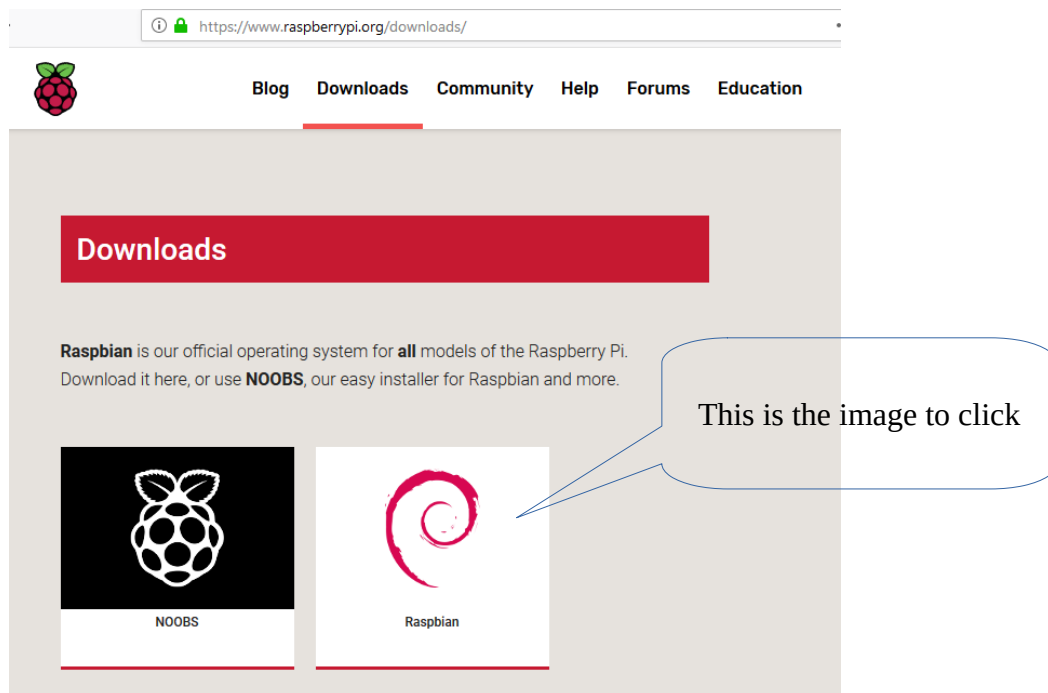 https://www.raspberrypi.org/downloads/
Blog Downloads Community Help Forums Education
Downloads
Raspbian is our official operating system for all models of the Raspberry Pi.
Download it here, or use NOOBS, our easy installer for Raspbian and more.
This is the image to click
NOOBS
Raspbian